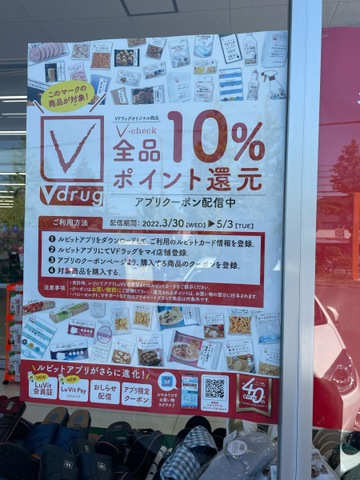 このマークの
商品が対象!
V
Vdrug
VドラッグオリジナルS商品
V-check
全品10%
ポイント還元
アプリクーポン配信中
ご利用方法
配信期間：2022.3/30[WED]▶5/3[TUE]
1 ルビットアプリをダウンロードして、ご利用のルビットカード情報を登録。
2 ルビットアプリにてVドラッグをマイ店舗登録。
3 アプリのクーポンページより、購入する商品のクーポンを登録。
4 対象商品を購入する。
注意事項
ルビットアプリがさらに進化!
NEW
LuVit
会員証
NEW
LuVit Pay
おしらせ
配信
アプリ限定
クーポン
40